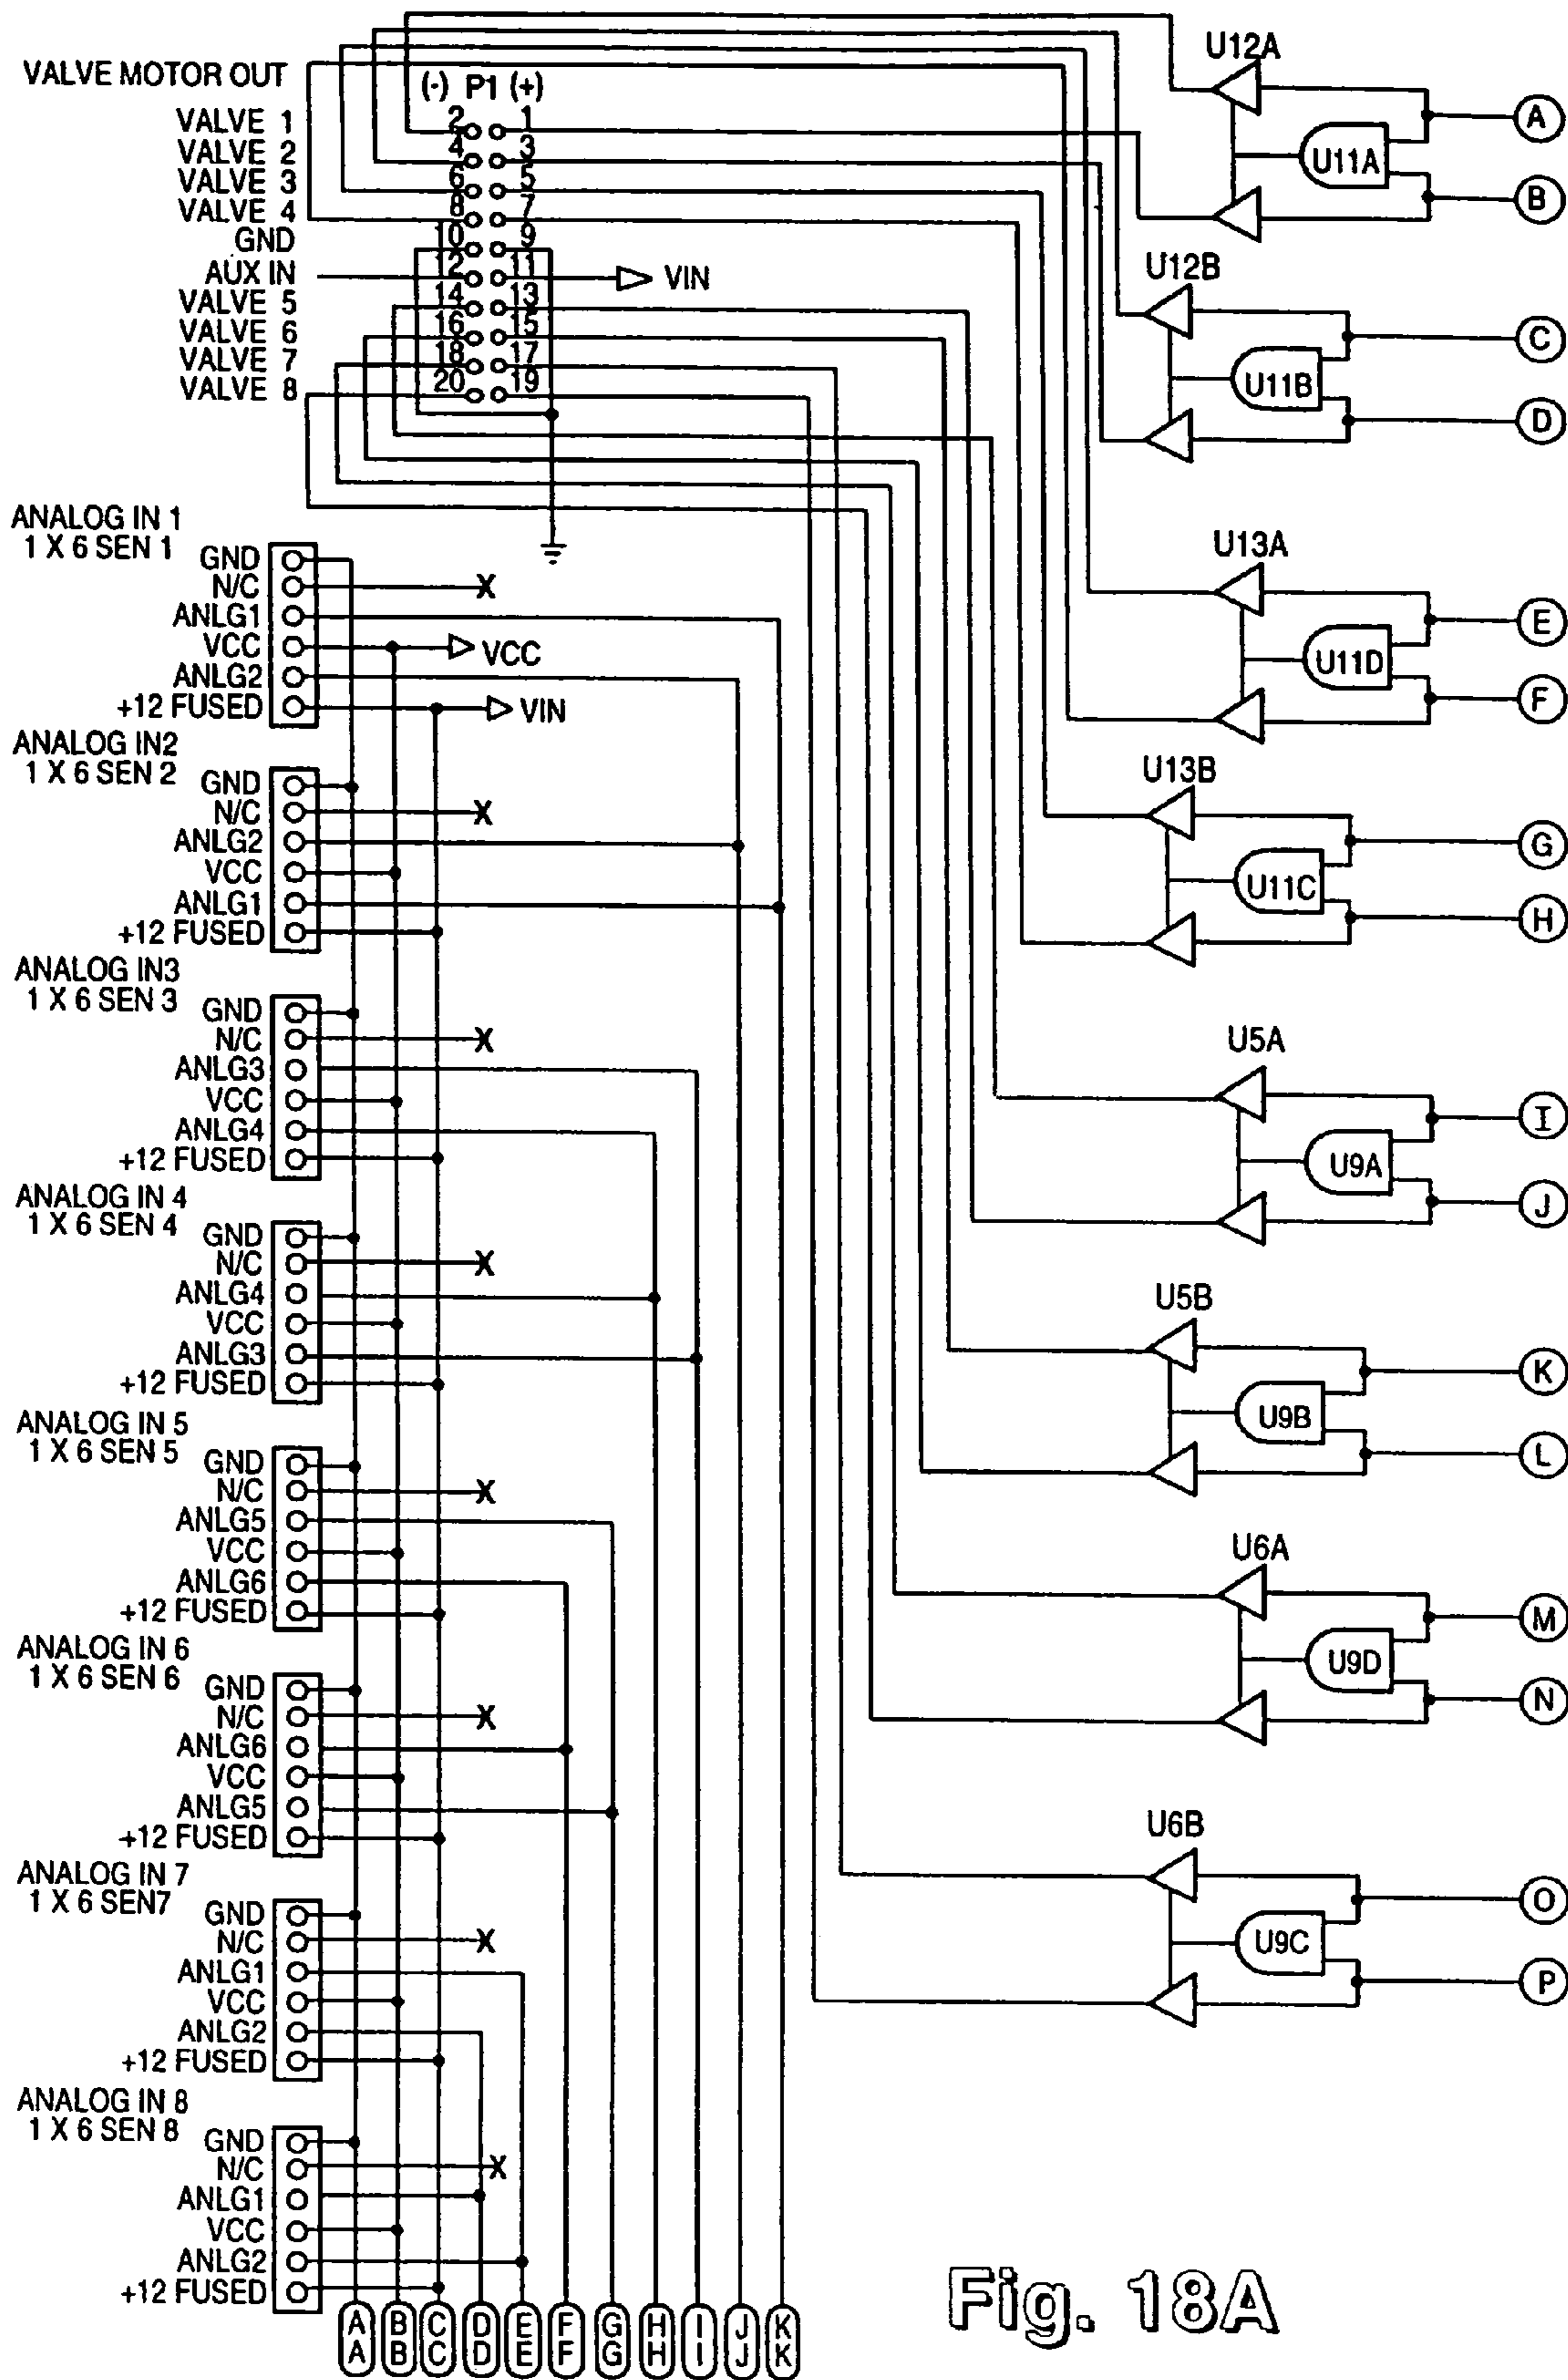 VALVE MOTOR OUT
(-) P1 (+)
VALVE 1
2 1
VALVE 2
4 3
VALVE 3
6 5
VALVE 4
8 7
GND
10 9
AUX IN
12 11
VIN
VALVE 5
14 13
VALVE 6
16 15
VALVE 7
18 17
VALVE 8
20 19
ANALOG IN 1
1 X 6 SEN 1
GND
N/C
X
ANLG1
VCC
VCC
ANLG2
+12 FUSED
VIN
ANALOG IN2
1 X 6 SEN 2
GND
N/C
X
ANLG2
VCC
ANLG1
+12 FUSED
ANALOG IN3
1 X 6 SEN 3
GND
N/C
X
ANLG3
VCC
ANLG4
+12 FUSED
ANALOG IN 4
1 X 6 SEN 4
GND
N/C
X
ANLG4
VCC
ANLG3
+12 FUSED
ANALOG IN 5
1 X 6 SEN 5
GND
N/C
X
ANLG5
VCC
ANLG6
+12 FUSED
ANALOG IN 6
1 X 6 SEN 6
GND
N/C
X
ANLG6
VCC
ANLG5
+12 FUSED
ANALOG IN 7
1 X 6 SEN7
GND
N/C
X
ANLG1
VCC
ANLG2
+12 FUSED
ANALOG IN 8
1 X 6 SEN 8
GND
N/C
X
ANLG1
VCC
ANLG2
+12 FUSED
AA BB CC DD EE FF GG HH II JJ KK
U12A
U11A
A
B
U12B
U11B
C
D
U13A
U11D
E
F
U13B
U11C
G
H
U5A
U9A
I
J
U5B
U9B
K
L
U6A
U9D
M
N
U6B
U9C
O
P
Fig. 18A